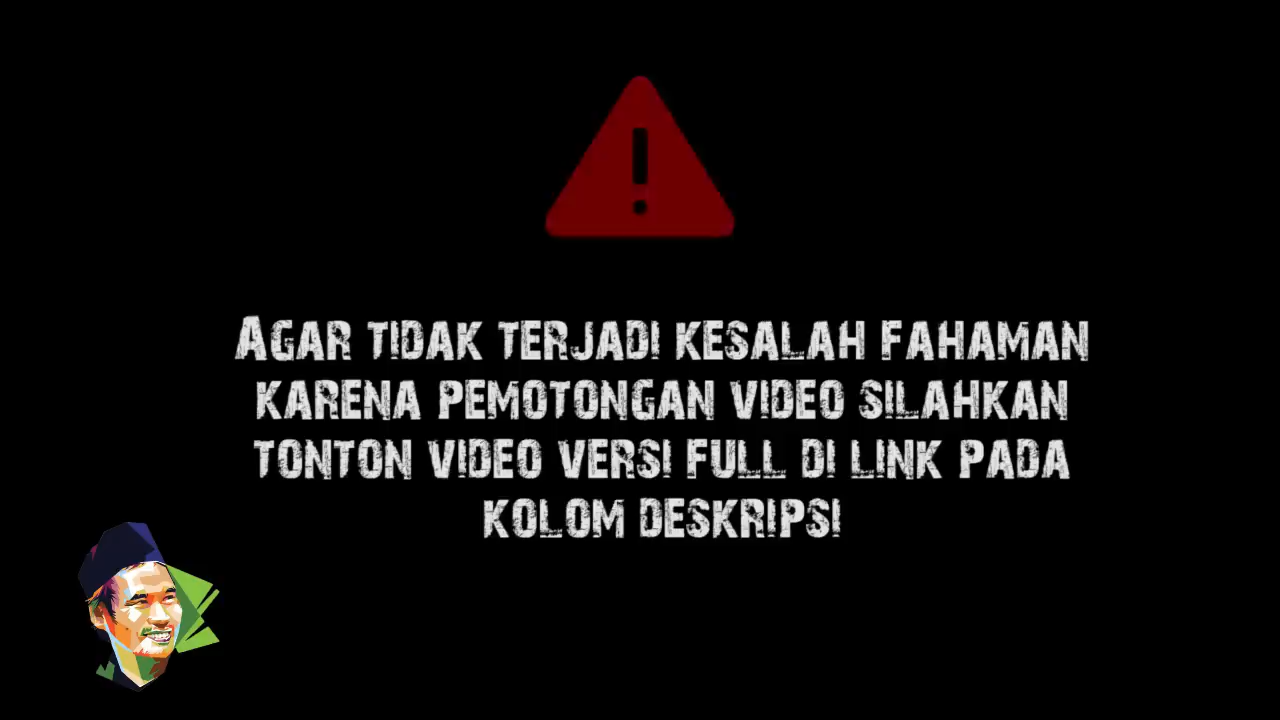 Agar tidak terjadi kesalah fahaman
karena pemotongan video silahkan
tonton video versi full di link pada
kolom deskripsi